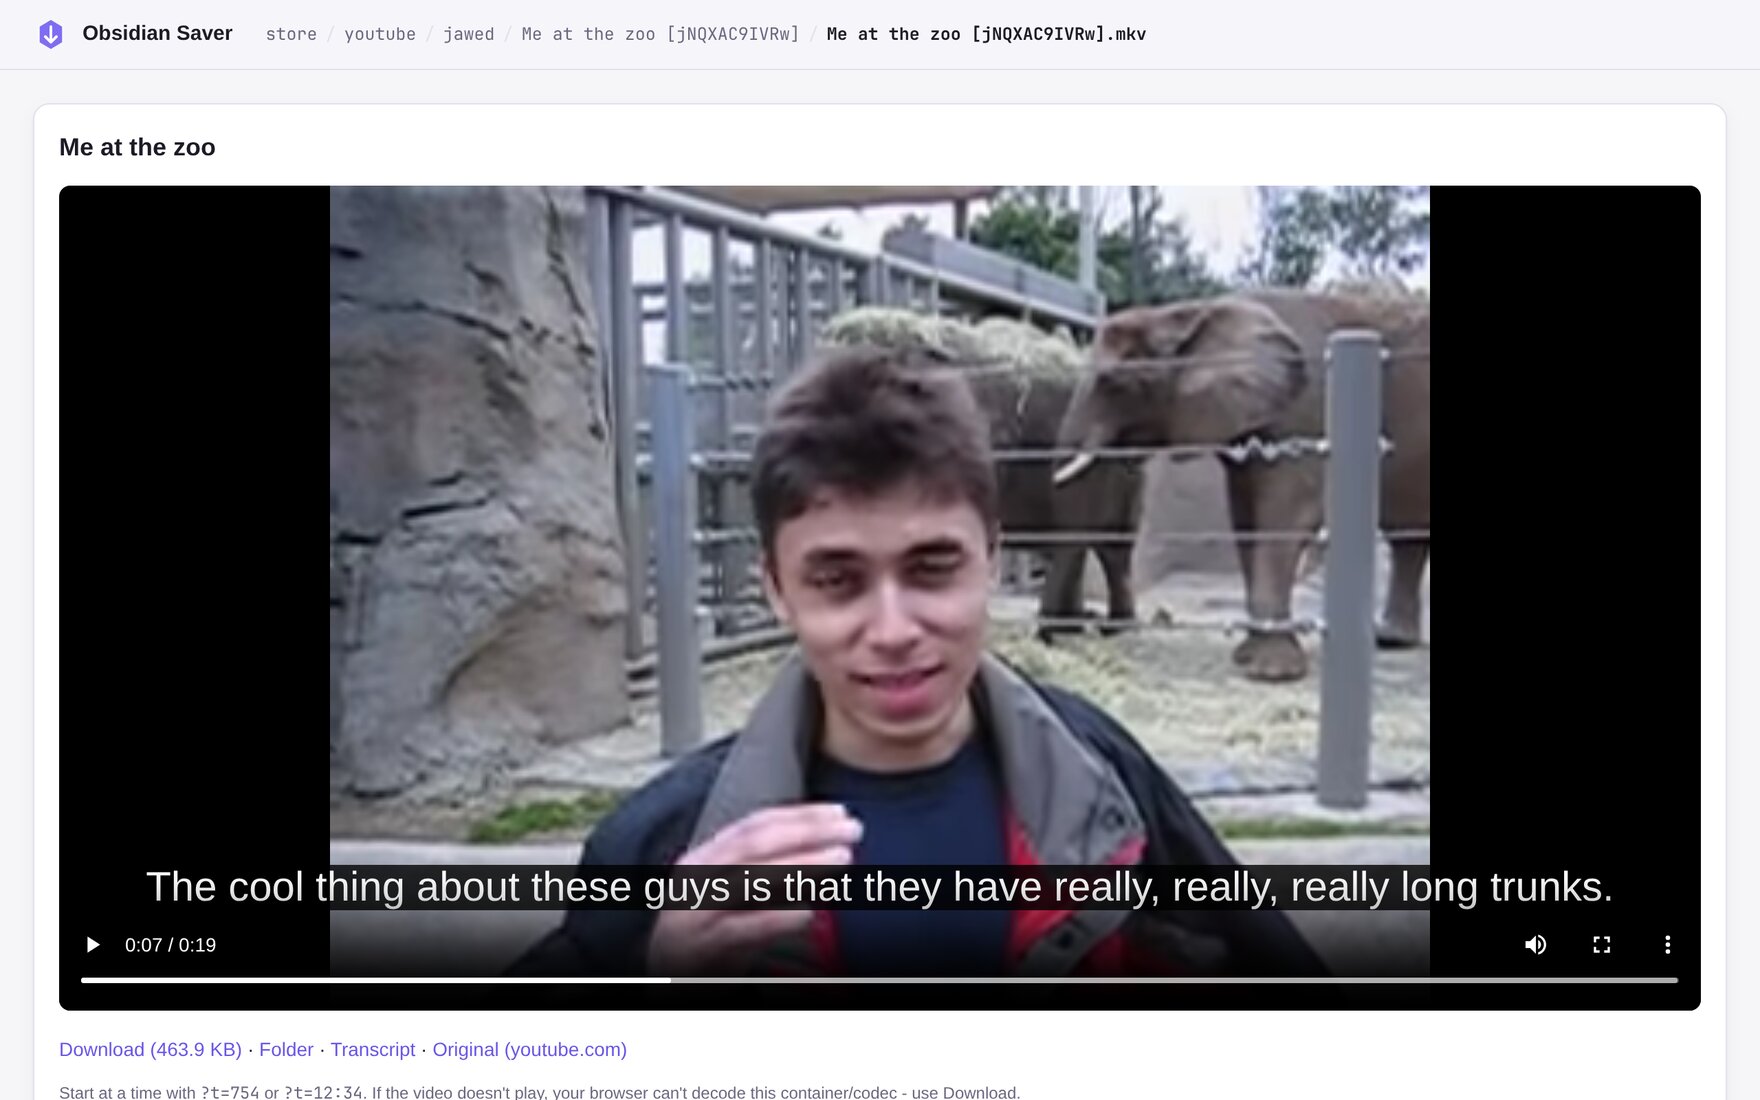 Obsidian Saver store / youtube / jawed / Me at the zoo [jNQXAC9IVRw] / Me at the zoo [jNQXAC9IVRw].mkv
Me at the zoo
The cool thing about these guys is that they have really, really, really long trunks.
0:07 / 0:19
Download (463.9 KB) · Folder · Transcript · Original (youtube.com)
Start at a time with ?t=754 or ?t=12:34. If the video doesn't play, your browser can't decode this container/codec - use Download.